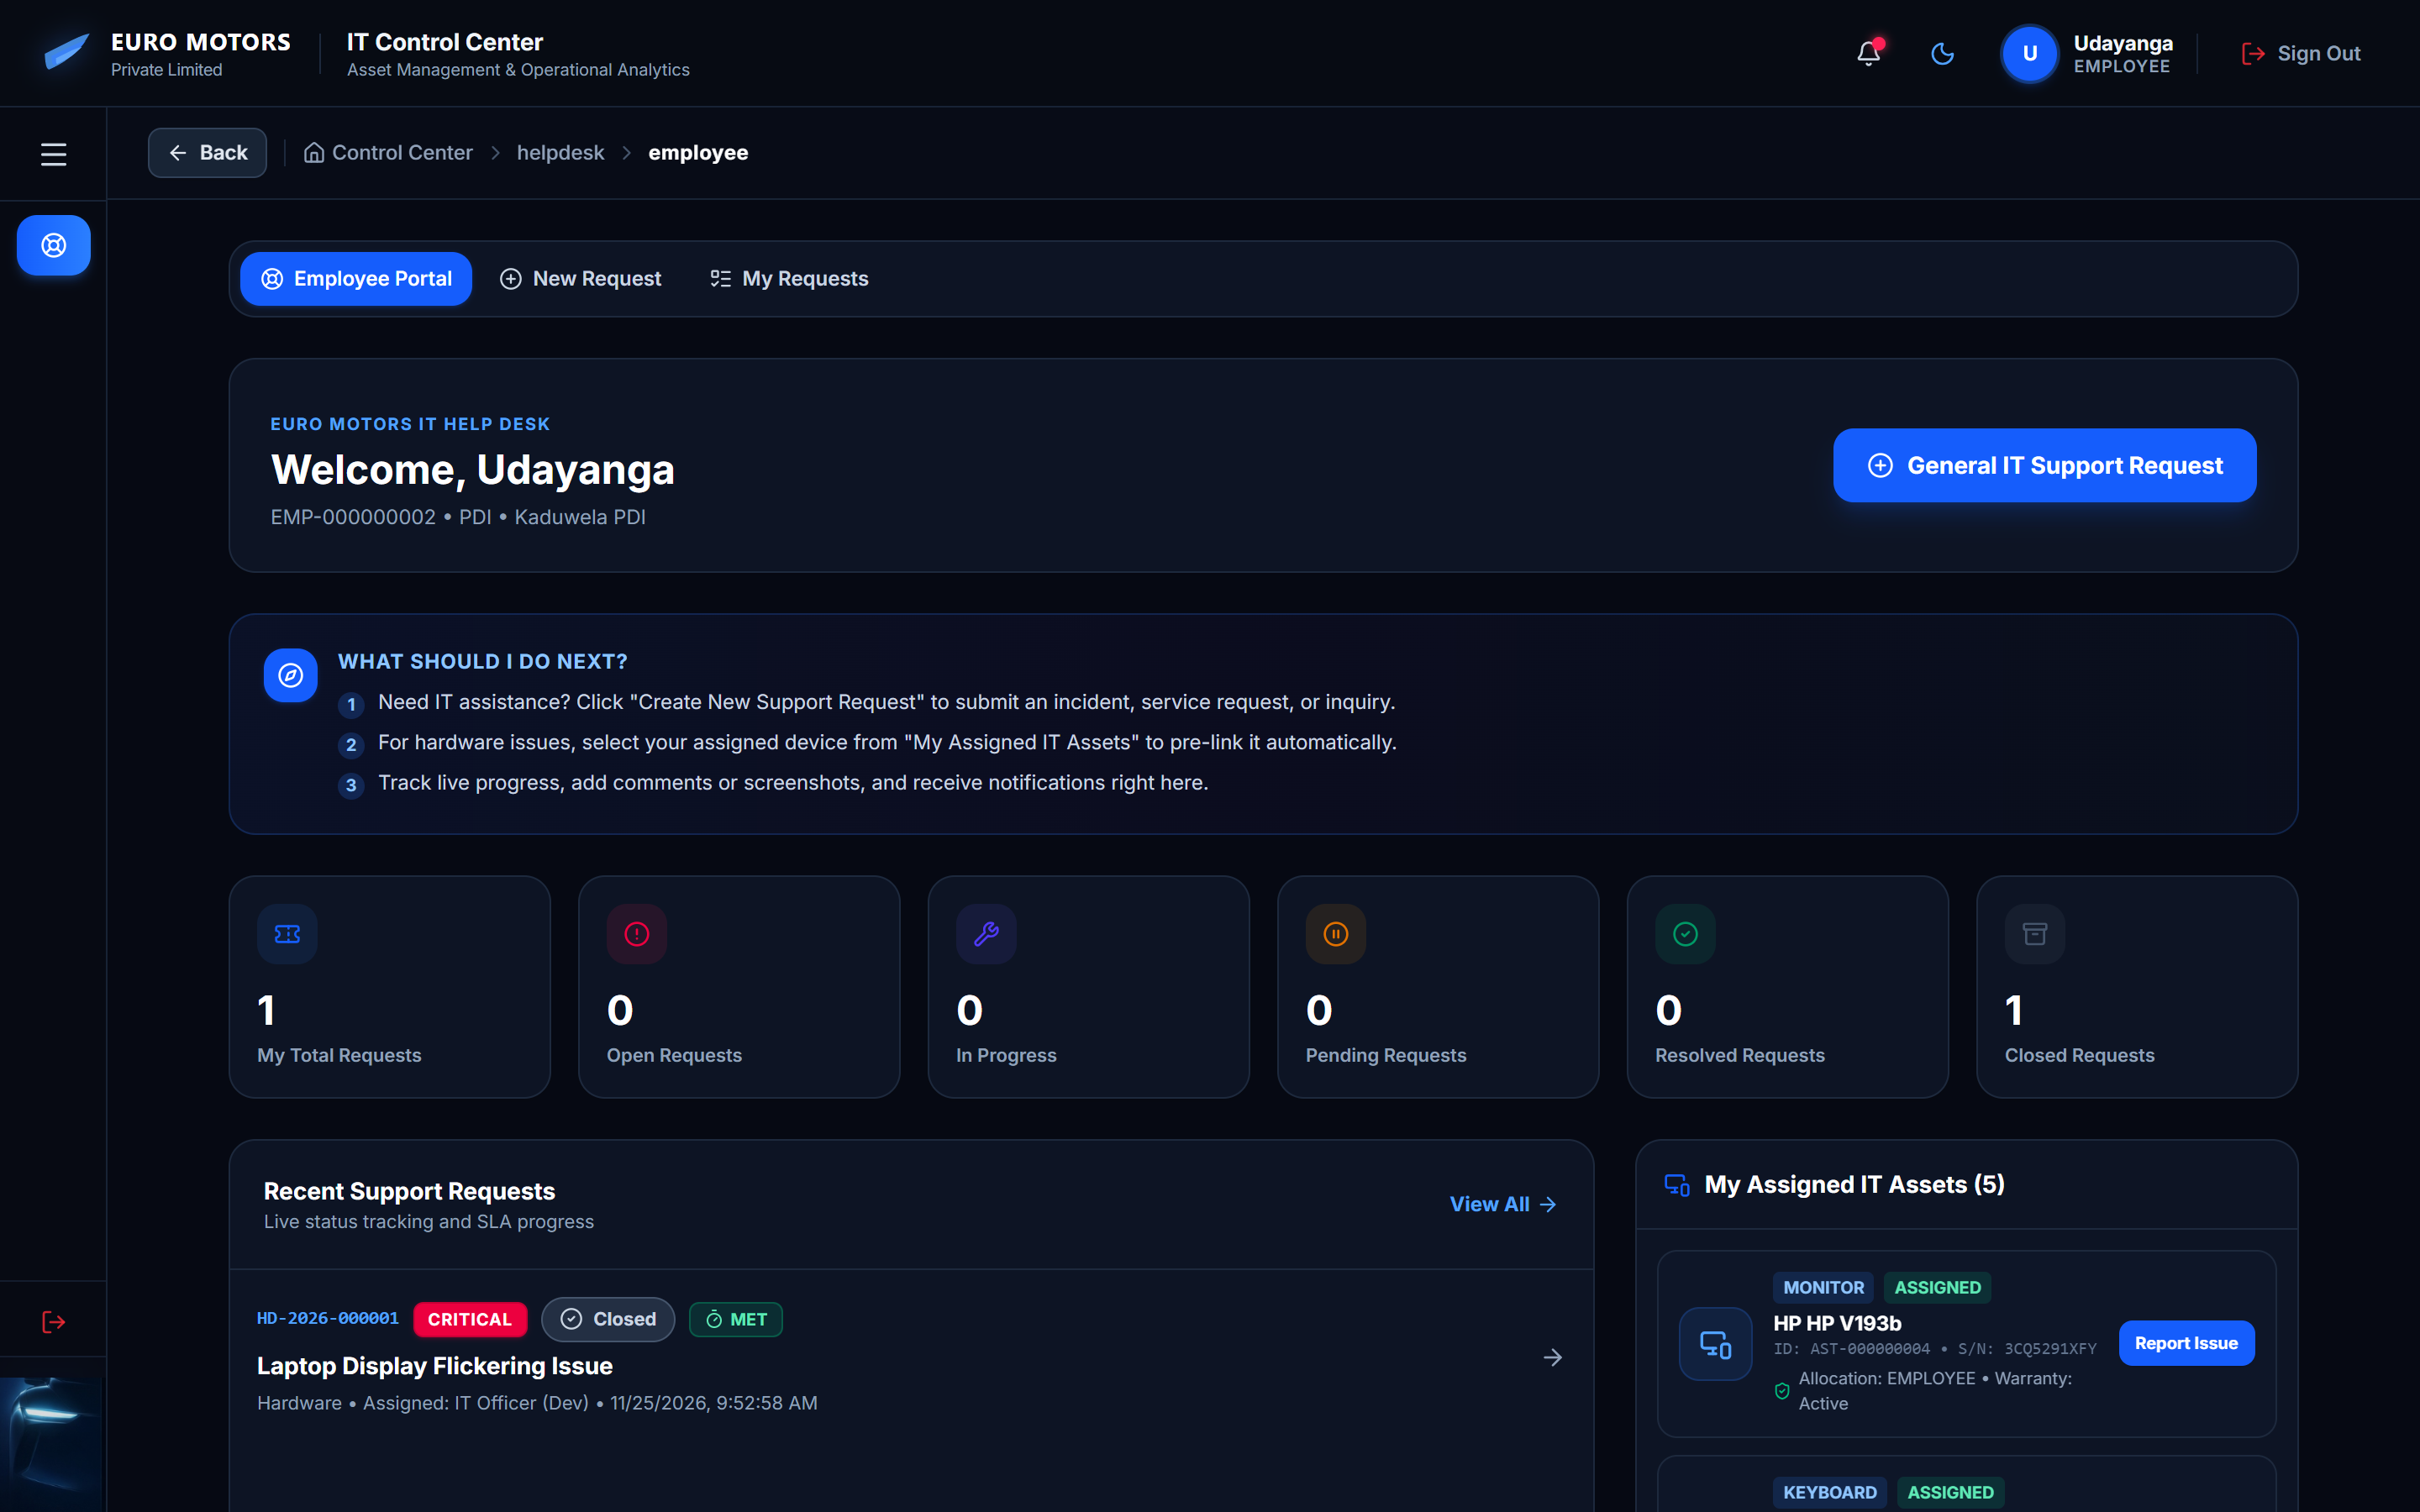 EURO MOTORS
Private Limited
IT Control Center
Asset Management & Operational Analytics
U
Udayanga
EMPLOYEE
Sign Out
Back
Control Center
helpdesk
employee
Employee Portal
New Request
My Requests
EURO MOTORS IT HELP DESK
Welcome, Udayanga
EMP-000000002 • PDI • Kaduwela PDI
General IT Support Request
WHAT SHOULD I DO NEXT?
1 Need IT assistance? Click "Create New Support Request" to submit an incident, service request, or inquiry.
2 For hardware issues, select your assigned device from "My Assigned IT Assets" to pre-link it automatically.
3 Track live progress, add comments or screenshots, and receive notifications right here.
1
My Total Requests
0
Open Requests
0
In Progress
0
Pending Requests
0
Resolved Requests
1
Closed Requests
Recent Support Requests
Live status tracking and SLA progress
View All
HD-2026-000001 CRITICAL Closed MET
Laptop Display Flickering Issue
Hardware • Assigned: IT Officer (Dev) • 11/25/2026, 9:52:58 AM
My Assigned IT Assets (5)
MONITOR ASSIGNED
HP HP V193b
ID: AST-000000004 • S/N: 3CQ5291XFY
Allocation: EMPLOYEE • Warranty:
Active
Report Issue
KEYBOARD ASSIGNED